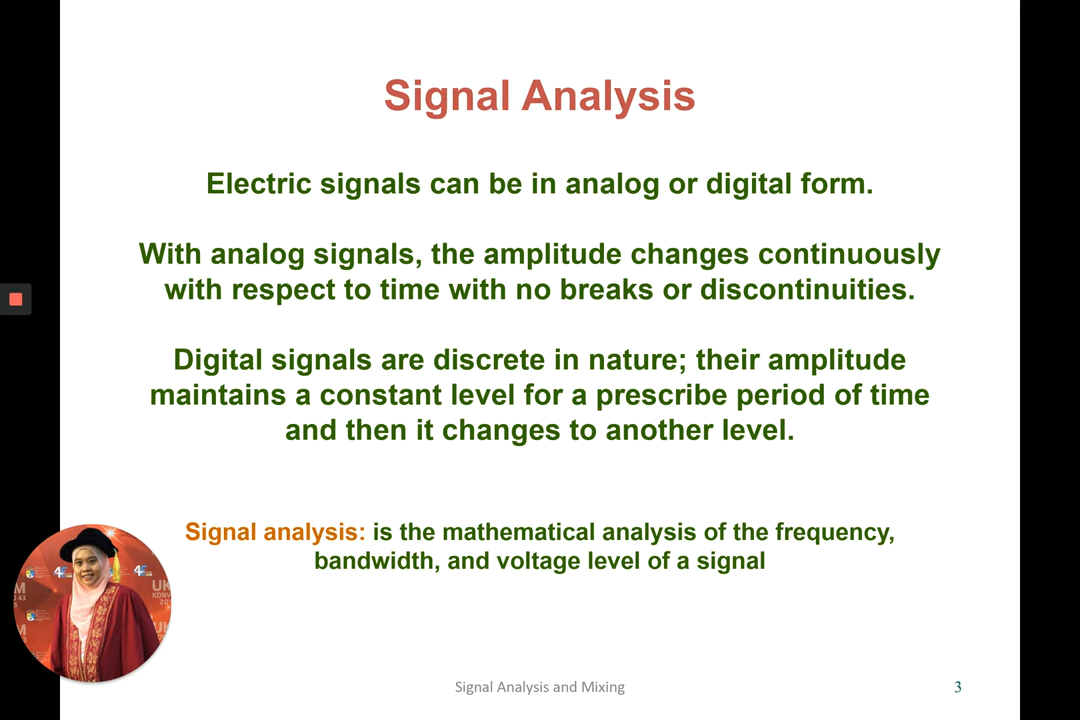 Signal Analysis
Electric signals can be in analog or digital form.
With analog signals, the amplitude changes continuously
with respect to time with no breaks or discontinuities.
Digital signals are discrete in nature; their amplitude
maintains a constant level for a prescribe period of time
and then it changes to another level.
Signal analysis: is the mathematical analysis of the frequency,
bandwidth, and voltage level of a signal
Signal Analysis and Mixing
3